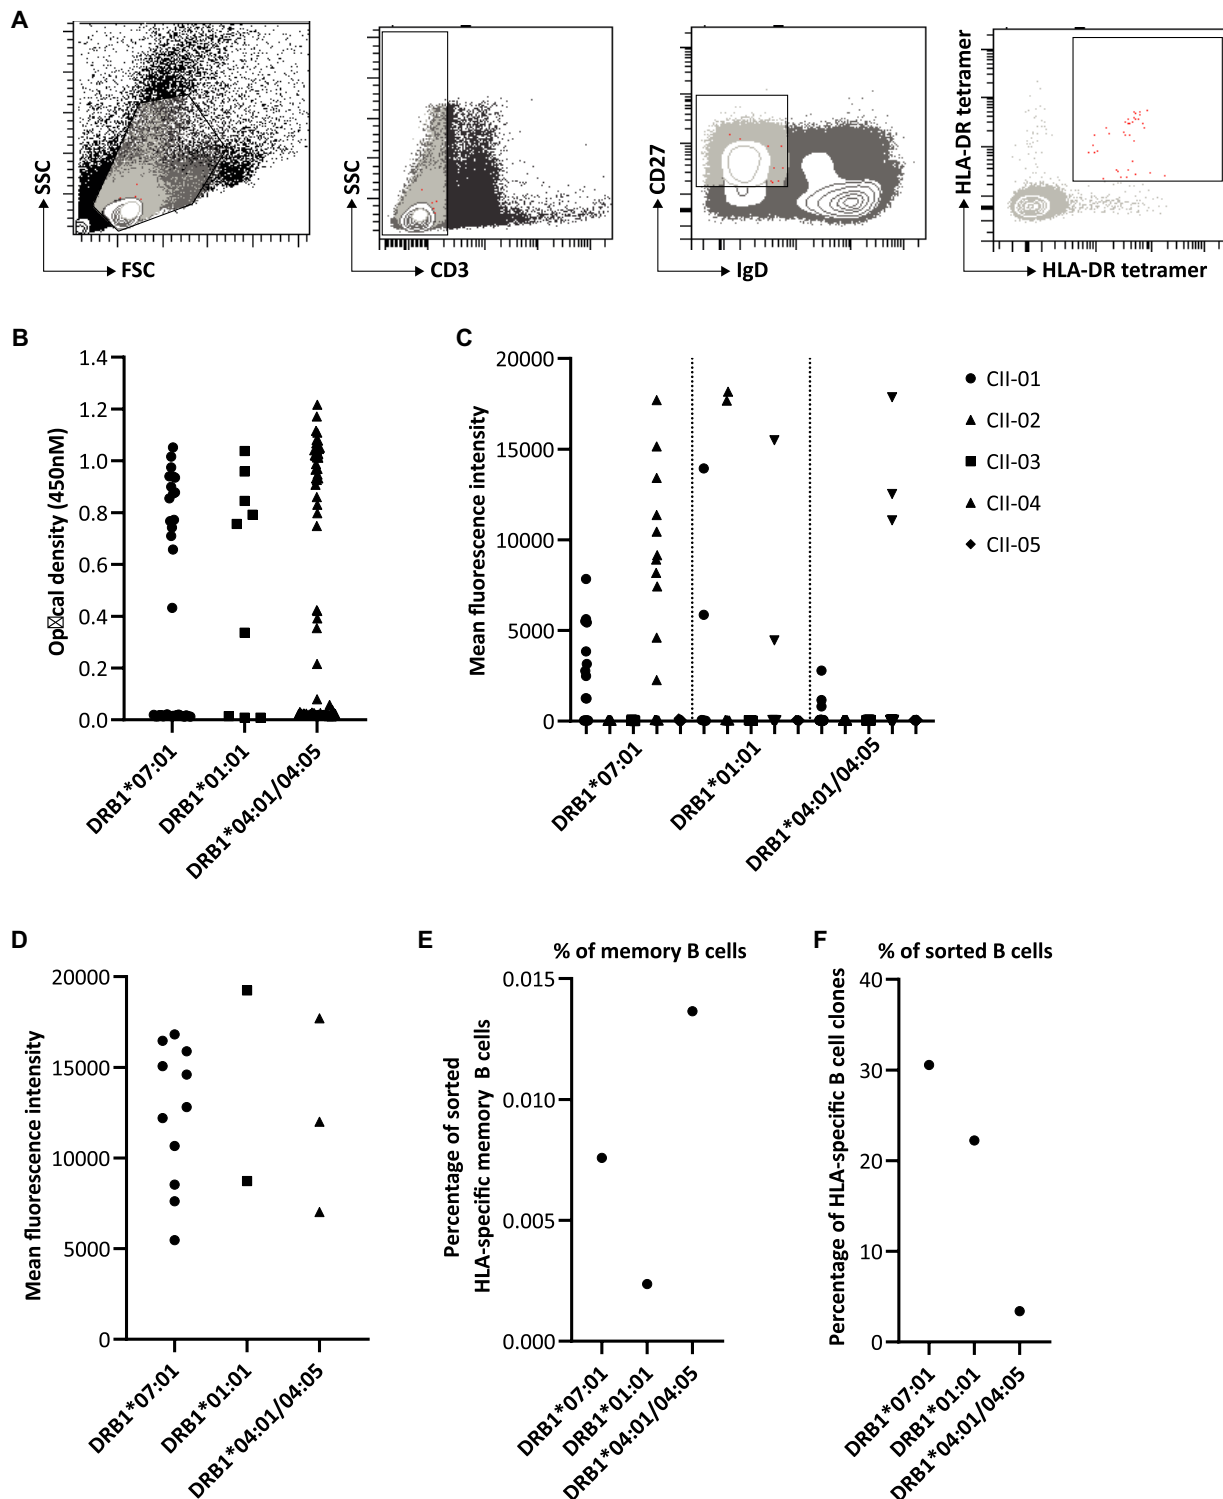 A
SSC
FSC
SSC
CD3
CD27
IgD
HLA-DR tetramer
HLA-DR tetramer
B
Op☒cal density (450nM)
1.4
1.2
1.0
0.8
0.6
0.4
0.2
0.0
DRB1*07:01
DRB1*01:01
DRB1*04:01/04:05
C
Mean fluorescence intensity
20000
15000
10000
5000
0
DRB1*07:01
DRB1*01:01
DRB1*04:01/04:05
CII-01
CII-02
CII-03
CII-04
CII-05
D
Mean fluorescence intensity
20000
15000
10000
5000
0
DRB1*07:01
DRB1*01:01
DRB1*04:01/04:05
E
% of memory B cells
Percentage of sorted
HLA-specific memory B cells
0.015
0.010
0.005
0.000
DRB1*07:01
DRB1*01:01
DRB1*04:01/04:05
F
% of sorted B cells
Percentage of HLA-specific B cell clones
40
30
20
10
0
DRB1*07:01
DRB1*01:01
DRB1*04:01/04:05